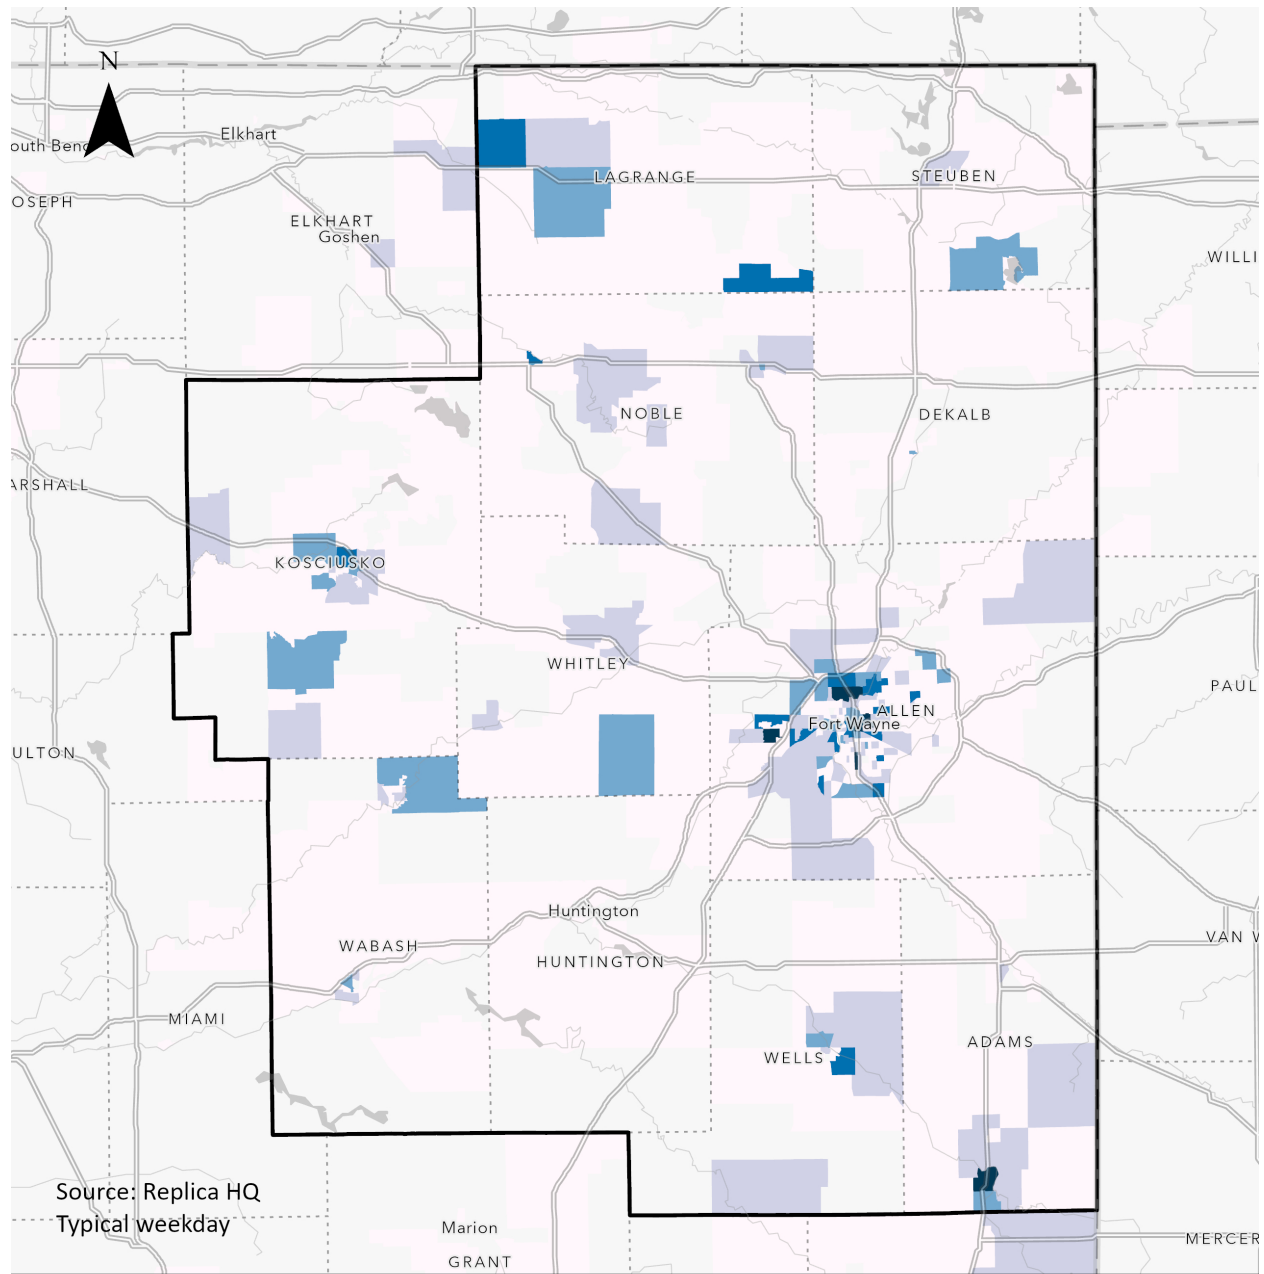 N
Elkhart
outh Bend
LAGRANGE
STEUBEN
OSEPH
ELKHART
Goshen
WILLI
NOBLE
DEKALB
ARSHALL
KOSCIUSKO
WHITLEY
PAUL
ALLEN
Fort Wayne
ULTON
Huntington
VAN W
WABASH
HUNTINGTON
MIAMI
ADAMS
WELLS
Source: Replica HQ
Typical weekday
Marion
MERCER
GRANT